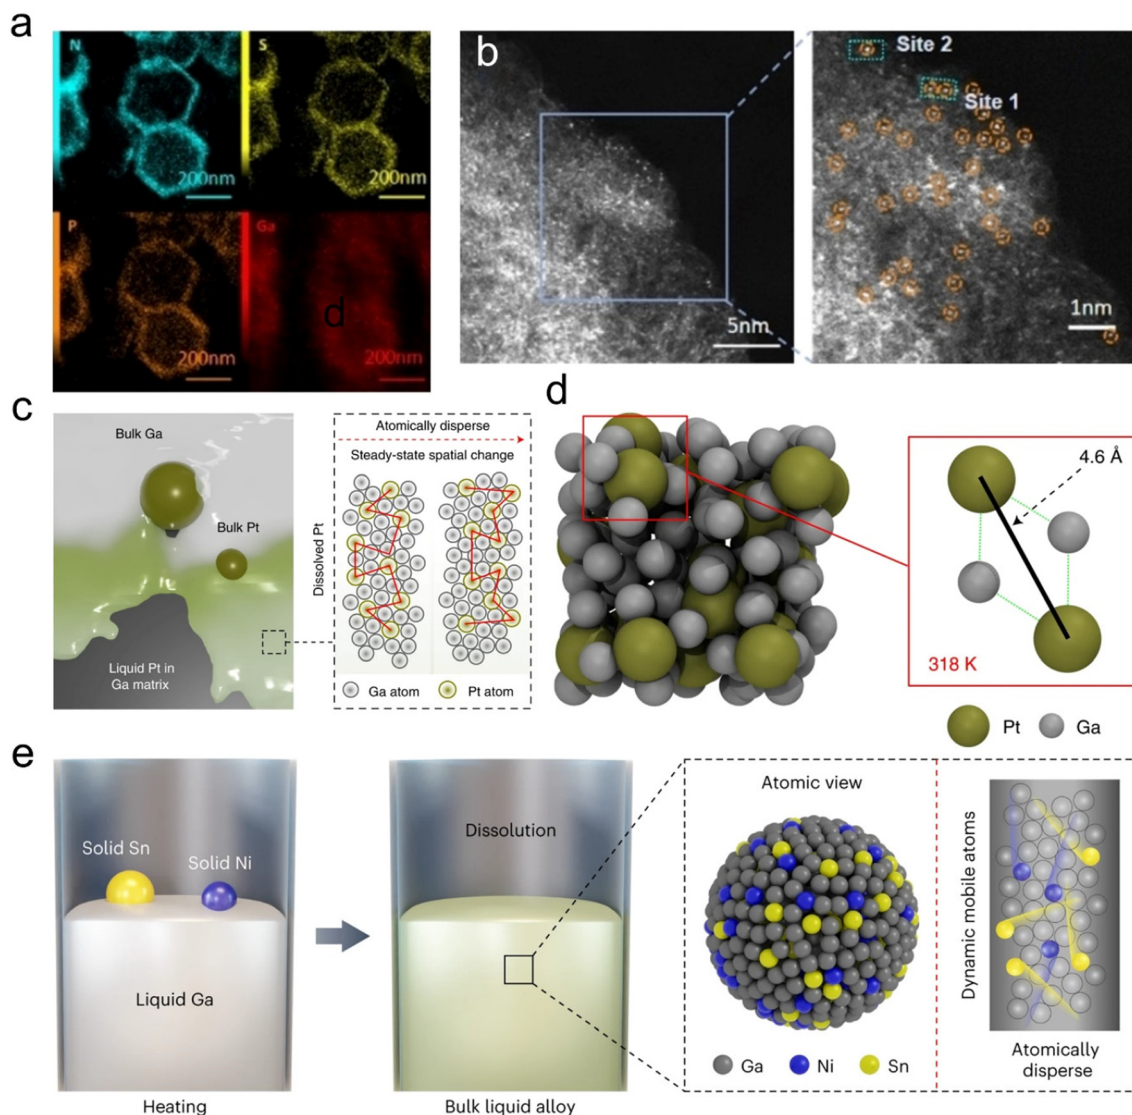 a
N
200nm
S
200nm
P
200nm
Ga
d
200nm
b
5nm
Site 2
Site 1
1nm
c
Bulk Ga
Bulk Pt
Liquid Pt in
Ga matrix
Dissolved Pt
Atomically disperse
Steady-state spatial change
Ga atom
Pt atom
d
4.6 Å
318 K
Pt
Ga
e
Solid Sn
Solid Ni
Liquid Ga
Heating
Dissolution
Bulk liquid alloy
Atomic view
Ga
Ni
Sn
Dynamic mobile atoms
Atomically
disperse